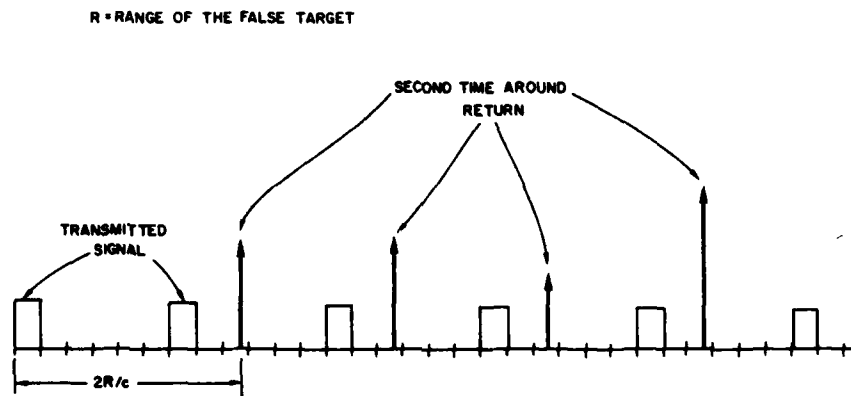 R = RANGE OF THE FALSE TARGET
SECOND TIME AROUND
RETURN
TRANSMITTED
SIGNAL
2R/c